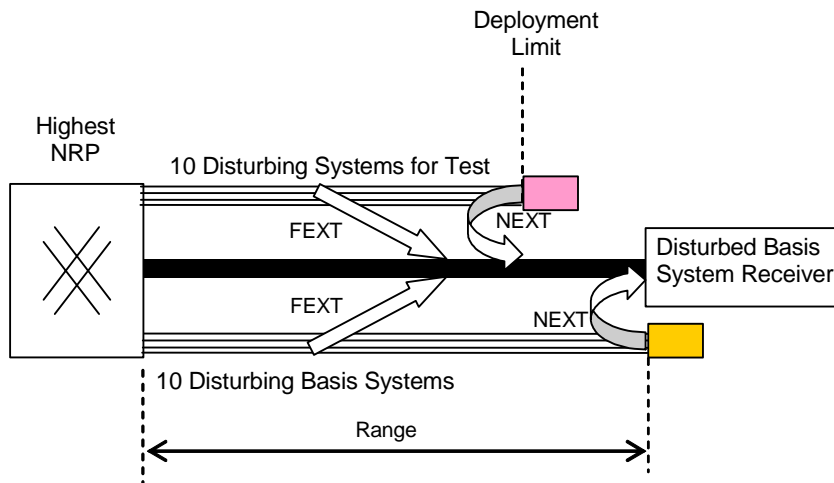 Deployment
Limit
Highest
NRP
10 Disturbing Systems for Test
FEXT
NEXT
Disturbed Basis
System Receiver
FEXT
NEXT
10 Disturbing Basis Systems
Range